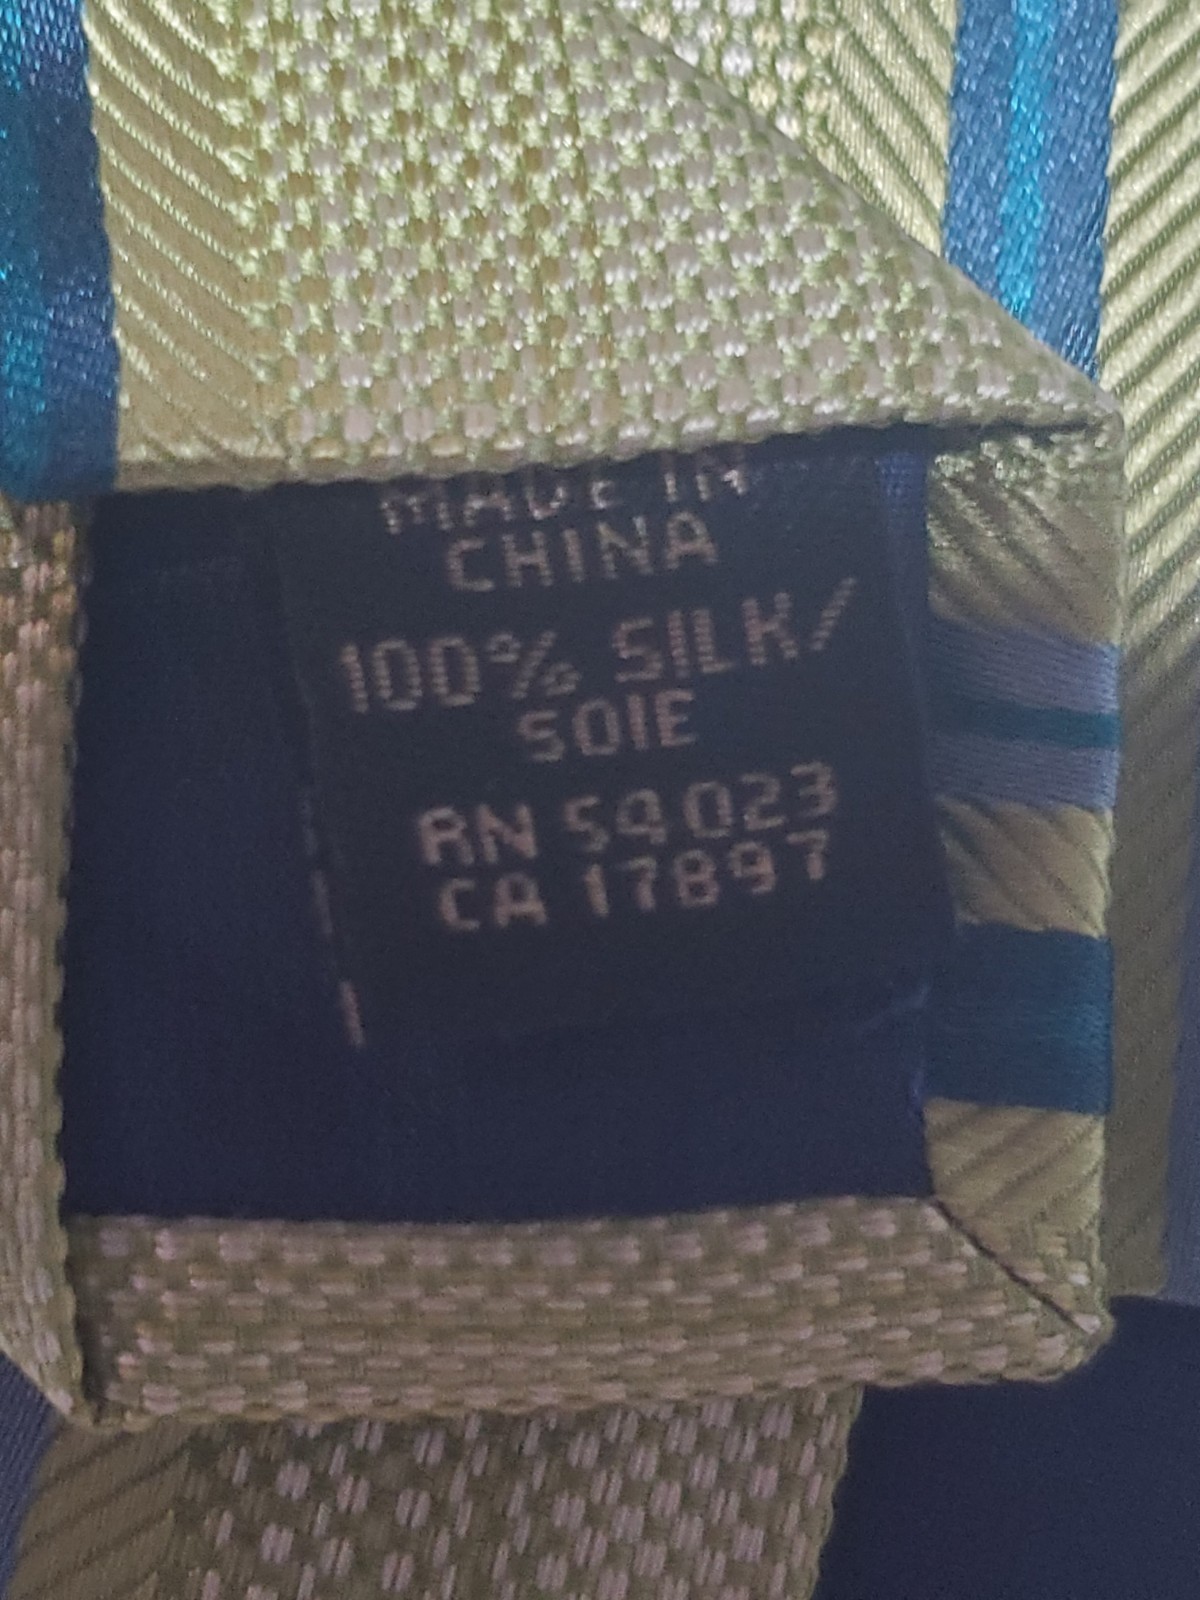 MADE IN
CHINA
100% SILK/
SOIE
RN 54023
CA 17897